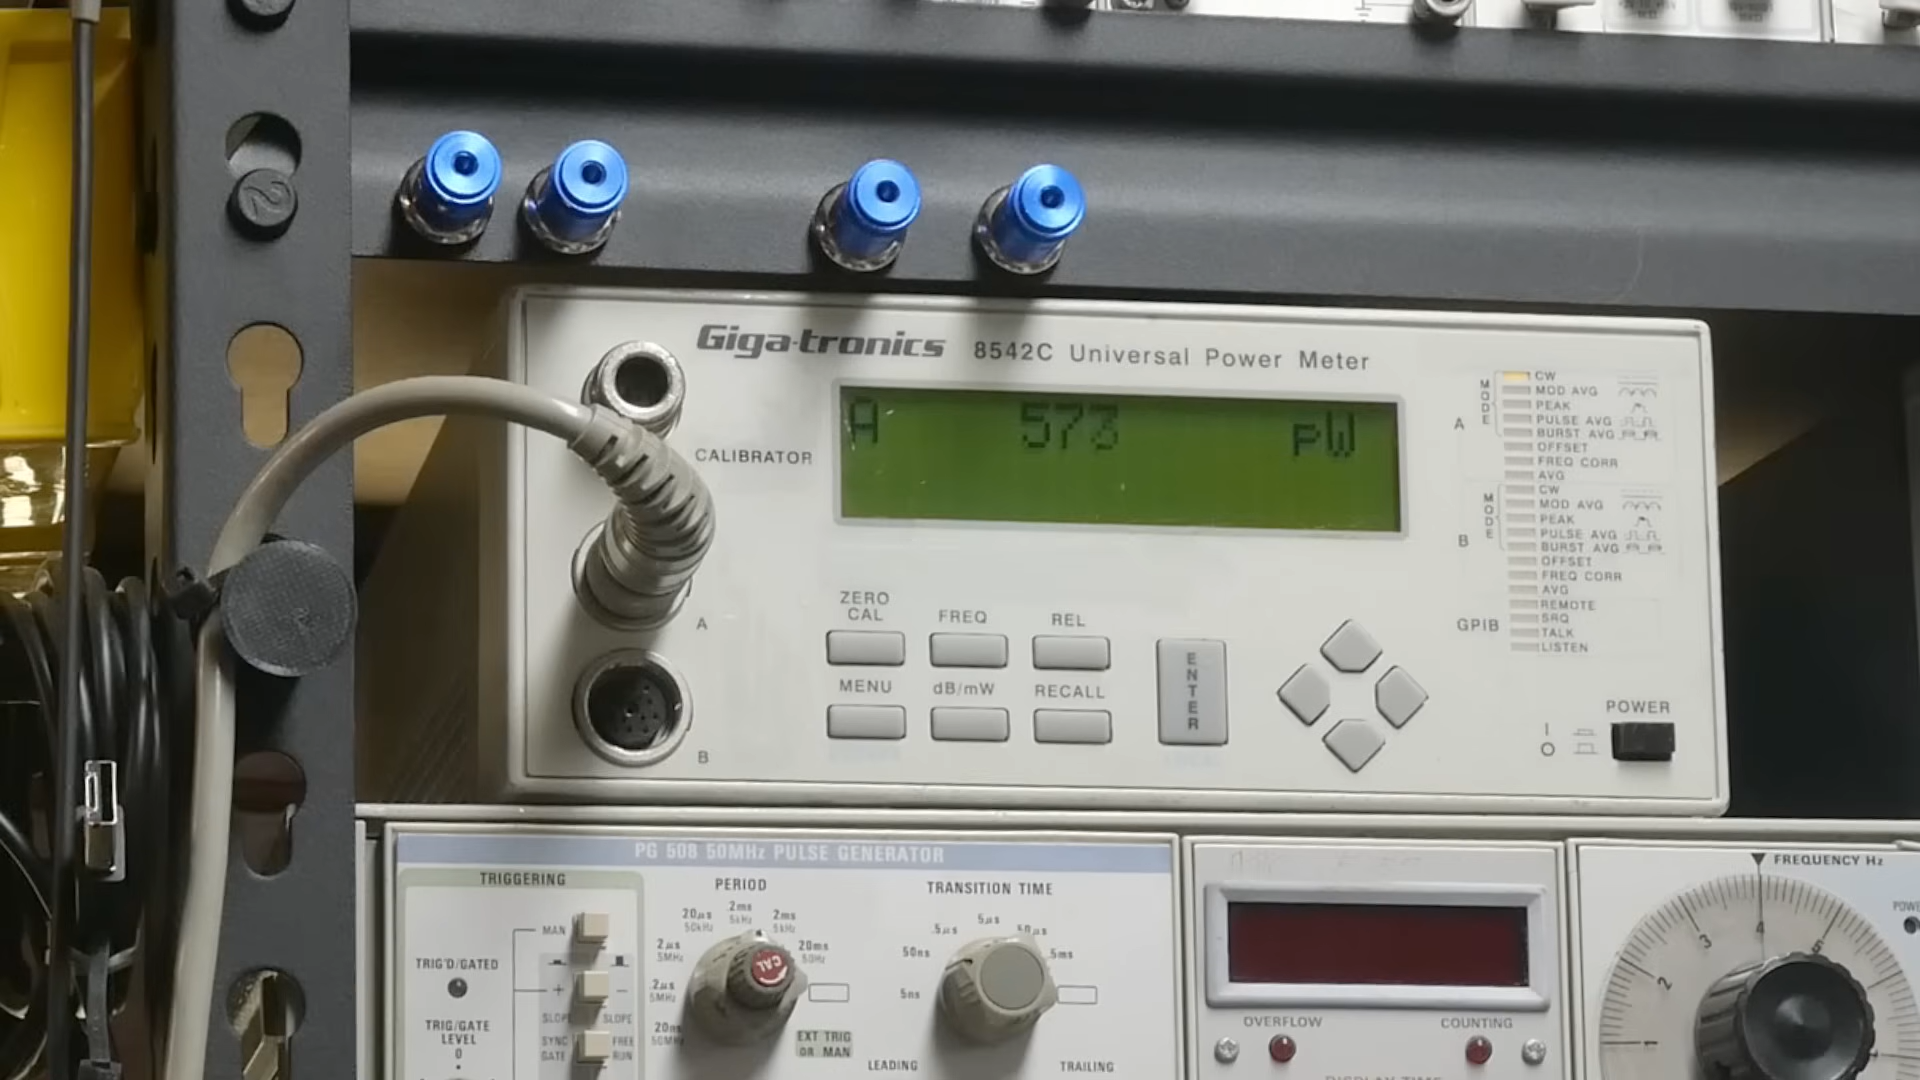 Giga-tronics 8542C Universal Power Meter
CALIBRATOR
A 573 pW
A
B
ZERO
CAL
FREQ
REL
MENU
dB/mW
RECALL
ENTER
MODE
A
CW
MOD AVG
PEAK
PULSE AVG
BURST AVG
OFFSET
FREQ CORR
AVG
MODE
B
CW
MOD AVG
PEAK
PULSE AVG
BURST AVG
OFFSET
FREQ CORR
AVG
GPIB
REMOTE
SRQ
TALK
LISTEN
POWER
I
O
PG 508 50MHz PULSE GENERATOR
TRIGGERING
MAN
TRIG'D/GATED
+ −
SLOPE SLOPE
TRIG/GATE
LEVEL
0
SYNC
GATE
FREE
RUN
PERIOD
.2ms
5kHz
20µs
50kHz
2ms
5kHz
2µs
5MHz
20ms
50Hz
.2µs
5MHz
20ns
50MHz
CAL
EXT TRIG
OR MAN
TRANSITION TIME
5µs
.5µs
50µs
50ns
.5ms
5ns
LEADING
TRAILING
OVERFLOW
COUNTING
DISPLAY TIME
FREQUENCY Hz
1
2
3
4
5
2